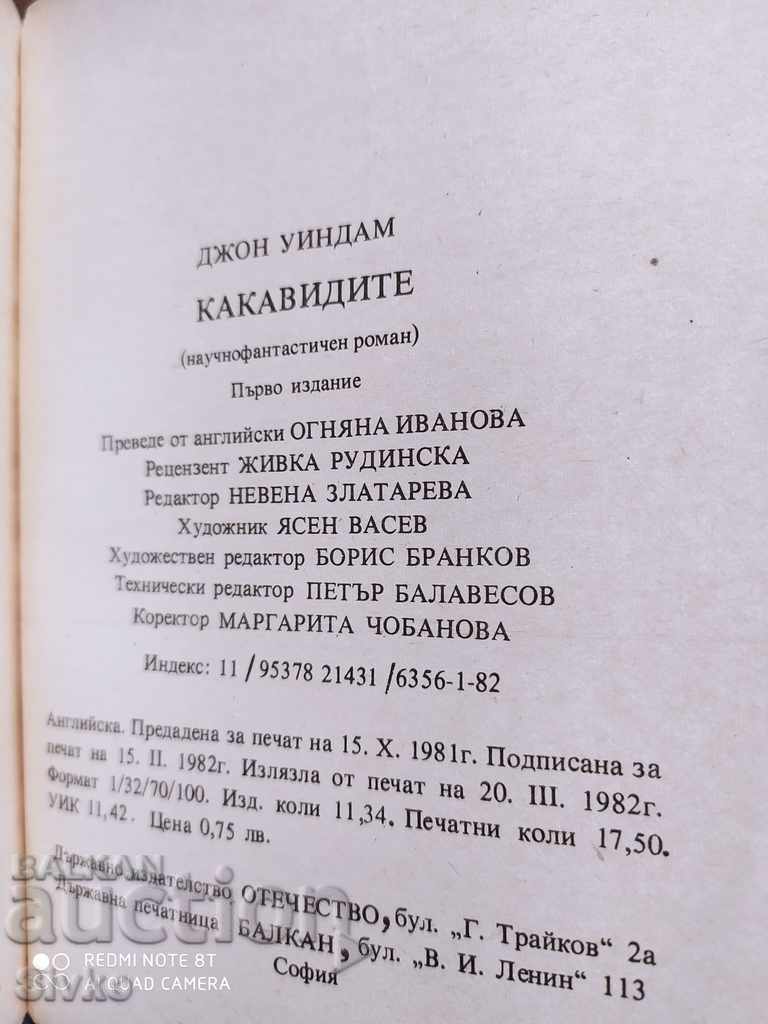 ДЖОН УИНДАМ
КАКАВИДИТЕ
(научнофантастичен роман)
Първо издание
Преведе от английски ОГНЯНА ИВАНОВА
Рецензент ЖИВКА РУДИНСКА
Редактор НЕВЕНА ЗЛАТАРЕВА
Художник ЯСЕН ВАСЕВ
Художествен редактор БОРИС БРАНКОВ
Технически редактор ПЕТЪР БАЛАВЕСОВ
Коректор МАРГАРИТА ЧОБАНОВА
Индекс: 11/95378 21431/6356-1-82
Английска. Предадена за печат на 15. X. 1981г. Подписана за
печат на 15. II. 1982г. Излязла от печат на 20. III. 1982г.
Формат 1/32/70/100. Изд. коли 11,34. Печатни коли 17,50.
УИК 11,42. Цена 0,75 лв.
Държавно издателство ОТЕЧЕСТВО, бул. „Г. Трайков“ 2а
Държавна печатница БАЛКАН, бул. „В. И. Ленин“ 113
София
BALKAN
auction
REDMI NOTE 8T
AI QUAD CAMERA
Sivko